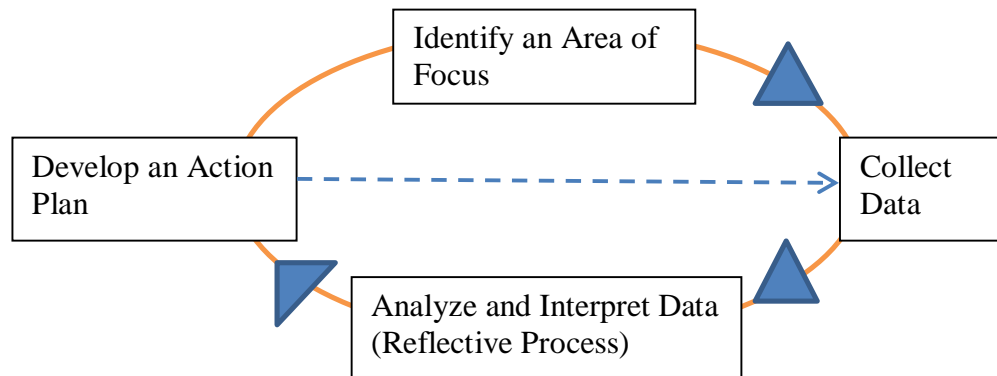 Identify an Area of
Focus
Develop an Action
Plan
Collect
Data
Analyze and Interpret Data
(Reflective Process)